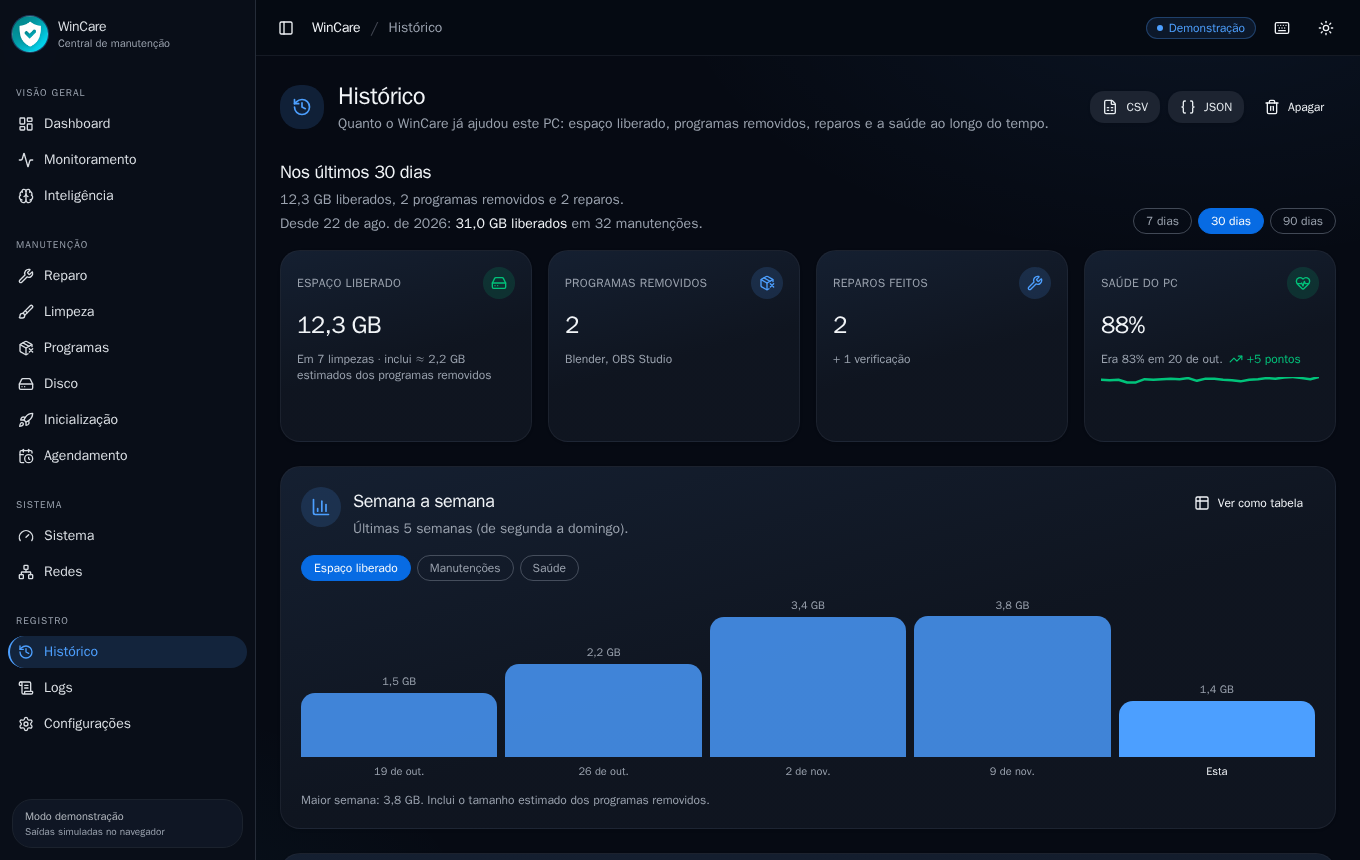 WinCare
Central de manutenção
VISÃO GERAL
Dashboard
Monitoramento
Inteligência
MANUTENÇÃO
Reparo
Limpeza
Programas
Disco
Inicialização
Agendamento
SISTEMA
Sistema
Redes
REGISTRO
Histórico
Logs
Configurações
Modo demonstração
Saídas simuladas no navegador
WinCare / Histórico
Demonstração
Histórico
Quanto o WinCare já ajudou este PC: espaço liberado, programas removidos, reparos e a saúde ao longo do tempo.
CSV
JSON
Apagar
Nos últimos 30 dias
12,3 GB liberados, 2 programas removidos e 2 reparos.
Desde 22 de ago. de 2026: 31,0 GB liberados em 32 manutenções.
7 dias
30 dias
90 dias
ESPAÇO LIBERADO
12,3 GB
Em 7 limpezas · inclui ≈ 2,2 GB
estimados dos programas removidos
PROGRAMAS REMOVIDOS
2
Blender, OBS Studio
REPAROS FEITOS
2
+ 1 verificação
SAÚDE DO PC
88%
Era 83% em 20 de out. +5 pontos
Semana a semana
Últimas 5 semanas (de segunda a domingo).
Ver como tabela
Espaço liberado
Manutenções
Saúde
1,5 GB
2,2 GB
3,4 GB
3,8 GB
1,4 GB
19 de out.
26 de out.
2 de nov.
9 de nov.
Esta
Maior semana: 3,8 GB. Inclui o tamanho estimado dos programas removidos.